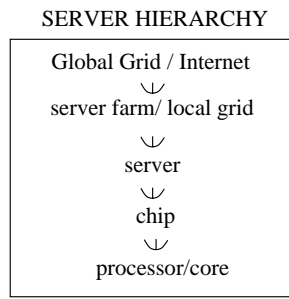 SERVER HIERARCHY
Global Grid / Internet
server farm/ local grid
server
chip
processor/core